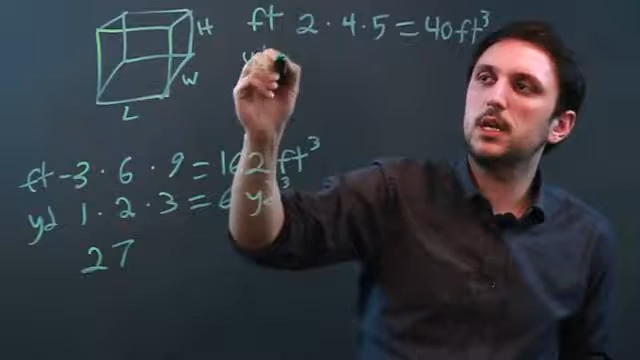 H
W
L
ft 2 · 4 · 5 = 40 ft³
ft - 3 · 6 · 9 = 162 ft³
yd 1 · 2 · 3 = 6 yd³
27